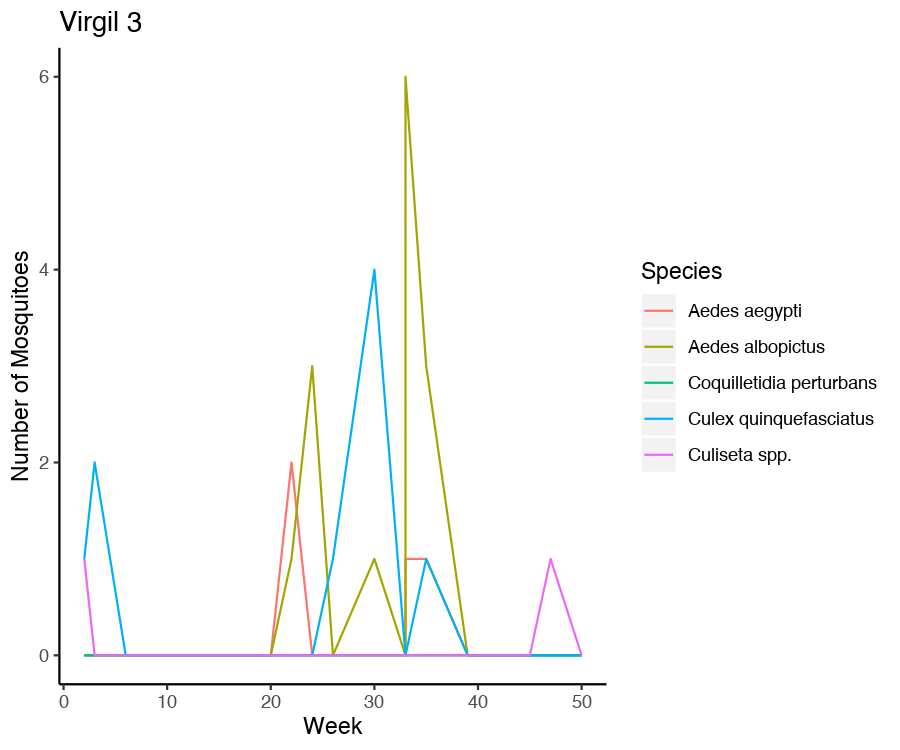 Virgil 3
Number of Mosquitoes
6
4
2
0
0 10 20 30 40 50
Week
Species
Aedes aegypti
Aedes albopictus
Coquilletidia perturbans
Culex quinquefasciatus
Culiseta spp.